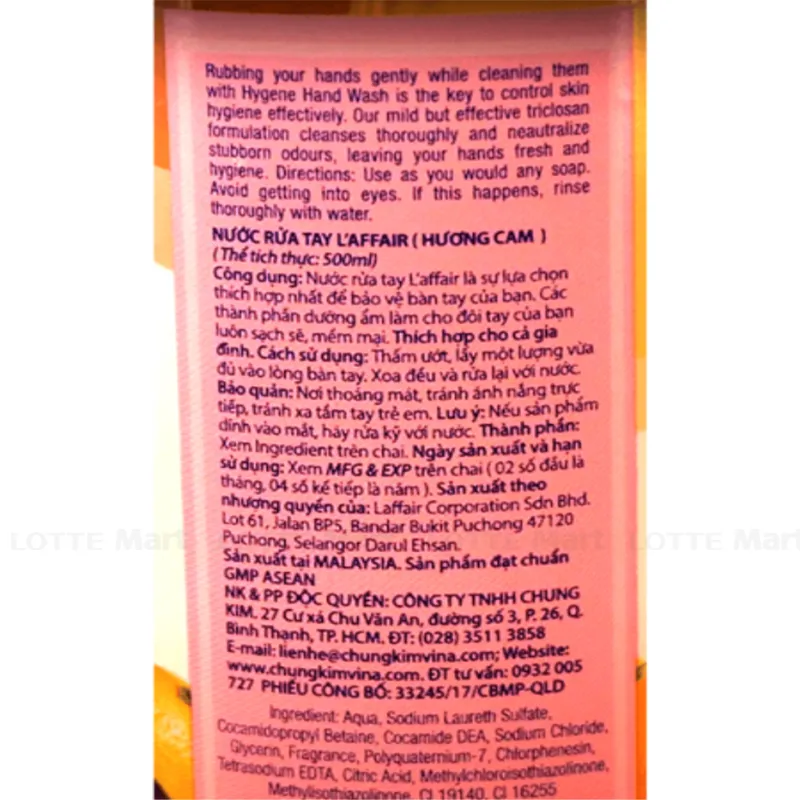 Rubbing your hands gently while cleaning them
with Hygene Hand Wash is the key to control skin
hygiene effectively. Our mild but effective triclosan
formulation cleanses thoroughly and neautralize
stubborn odours, leaving your hands fresh and
hygiene. Directions: Use as you would any soap.
Avoid getting into eyes. If this happens, rinse
thoroughly with water.
NƯỚC RỬA TAY L'AFFAIR ( HƯƠNG CAM )
( Thể tích thực: 500ml)
Công dụng: Nước rửa tay L'affair là sự lựa chọn
thích hợp nhất để bảo vệ bàn tay của bạn. Các
thành phần dưỡng ẩm làm cho đôi tay của bạn
luôn sạch sẽ, mềm mại. Thích hợp cho cả gia
đình. Cách sử dụng: Thấm ướt, lấy một lượng vừa
đủ vào lòng bàn tay. Xoa đều và rửa lại với nước.
Bảo quản: Nơi thoáng mát, tránh ánh nắng trực
tiếp, tránh xa tầm tay trẻ em. Lưu ý: Nếu sản phẩm
dính vào mắt, hãy rửa kỹ với nước. Thành phần:
Xem Ingredient trên chai. Ngày sản xuất và hạn
sử dụng: Xem MFG & EXP trên chai ( 02 số đầu là
tháng, 04 số kế tiếp là năm ). Sản xuất theo
nhượng quyền của: Laffair Corporation Sdn Bhd.
Lot 61, Jalan BP5, Bandar Bukit Puchong 47120
Puchong, Selangor Darul Ehsan.
Sản xuất tại MALAYSIA. Sản phẩm đạt chuẩn
GMP ASEAN
NK & PP ĐỘC QUYỀN: CÔNG TY TNHH CHUNG
KIM. 27 Cư xá Chu Văn An, đường số 3, P. 26, Q.
Bình Thạnh, TP. HCM. ĐT: (028) 3511 3858
E-mail: lienhe@chungkimvina.com; Website:
www.chungkimvina.com. ĐT tư vấn: 0932 005
727 PHIẾU CÔNG BỐ: 33245/17/CBMP-QLD
Ingredient: Aqua, Sodium Laureth Sulfate,
Cocamidopropyl Betaine, Cocamide DEA, Sodium Chloride,
Glycerin, Fragrance, Polyquaternium-7, Chlorphenesin,
Tetrasodium EDTA, Citric Acid, Methylchloroisothiazolinone,
Methylisothiazolinone, CI 19140, CI 16255
LOTTE Mart
LOTTE Mart